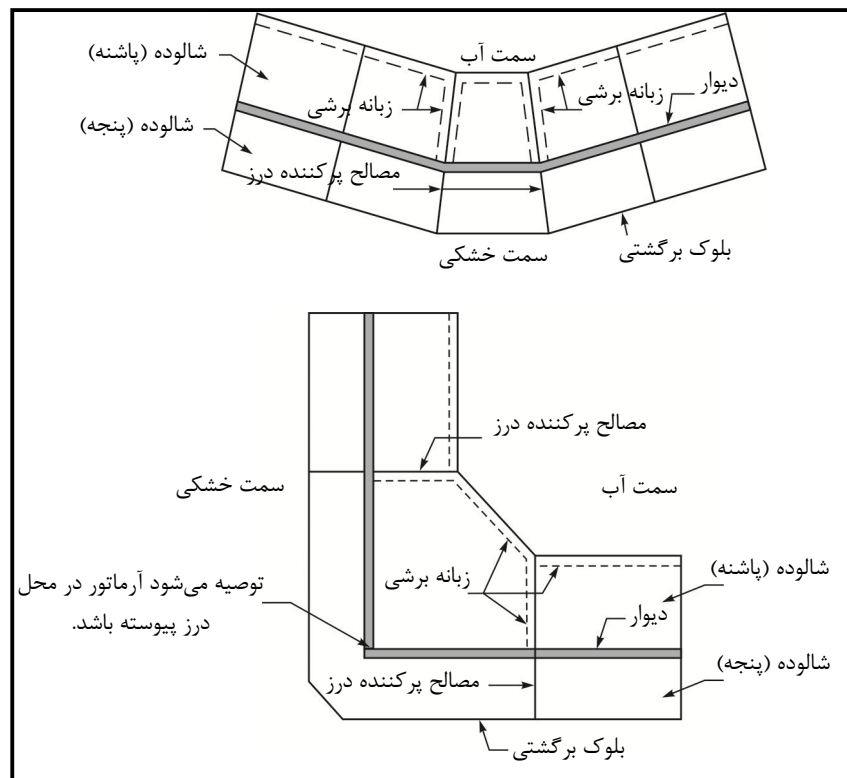 شالوده (پاشنه)
سمت آب
دیوار
زبانه برشی
زبانه برشی
شالوده (پنجه)
مصالح پرکننده درز
بلوک برگشتی
سمت خشکی
مصالح پرکننده درز
سمت خشکی
سمت آب
شالوده (پاشنه)
زبانه برشی
توصیه می‌شود آرماتور در محل
درز پیوسته باشد.
دیوار
شالوده (پنجه)
مصالح پرکننده درز
بلوک برگشتی